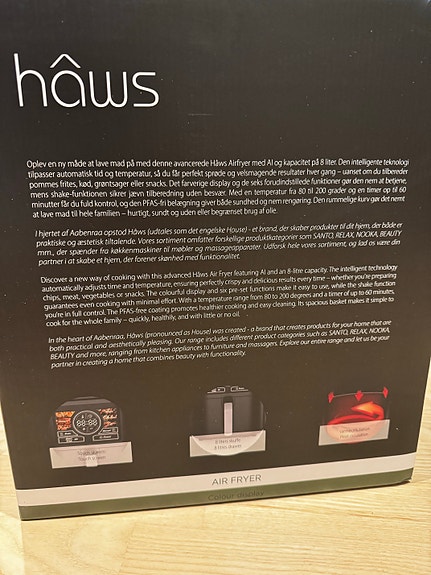 hâws
Oplev en ny måde at lave mad på med denne avancerede Hâws Airfryer med AI og kapacitet på 8 liter. Den intelligente teknologi
tilpasser automatisk tid og temperatur, så du får perfekt sprøde og velsmagende resultater hver gang – uanset om du tilbereder
pommes frites, kød, grøntsager eller snacks. Det farverige display og de seks forudindstillede funktioner gør den nem at betjene,
mens shake-funktionen sikrer jævn tilberedning uden besvær. Med en temperatur fra 80 til 200 grader og en timer op til 60
minutter får du fuld kontrol, og den PFAS-fri belægning giver både sundhed og nem rengøring. Den rummelige kurv gør det nemt
at lave mad til hele familien – hurtigt, sundt og uden eller begrænset brug af olie.
I hjertet af Aabenraa opstod Hâws (udtales som det engelske House) - et brand, der skaber produkter til dit hjem, der både er
praktiske og æstetisk tiltalende. Vores sortiment omfatter forskellige produktkategorier som SANTO, RELAX, NOOKA, BEAUTY
mm., der spænder fra køkkenmaskiner til møbler og massageapparater. Udforsk hele vores sortiment, og lad os være din
partner i at skabe et hjem, der forener skønhed med funktionalitet.
Discover a new way of cooking with this advanced Hâws Air Fryer featuring AI and an 8-litre capacity. The intelligent technology
automatically adjusts time and temperature, ensuring perfectly crispy and delicious results every time – whether you're preparing
chips, meat, vegetables or snacks. The colourful display and six pre-set functions make it easy to use, while the shake function
guarantees even cooking with minimal effort. With a temperature range from 80 to 200 degrees and a timer of up to 60 minutes,
you're in full control. The PFAS-free coating promotes healthier cooking and easy cleaning. Its spacious basket makes it simple to
cook for the whole family – quickly, healthily, and with little or no oil.
In the heart of Aabenraa, Hâws (pronounced as House) was created - a brand that creates products for your home that are
both practical and aesthetically pleasing. Our range includes different product categories such as SANTO, RELAX, NOOKA,
BEAUTY and more, ranging from kitchen appliances to furniture and massagers. Explore our entire range and let us be your
partner in creating a home that combines beauty with functionality.
88:88
8 liters skuffe
8 litres drawer
Touch screen
AIR FRYER
Colour display